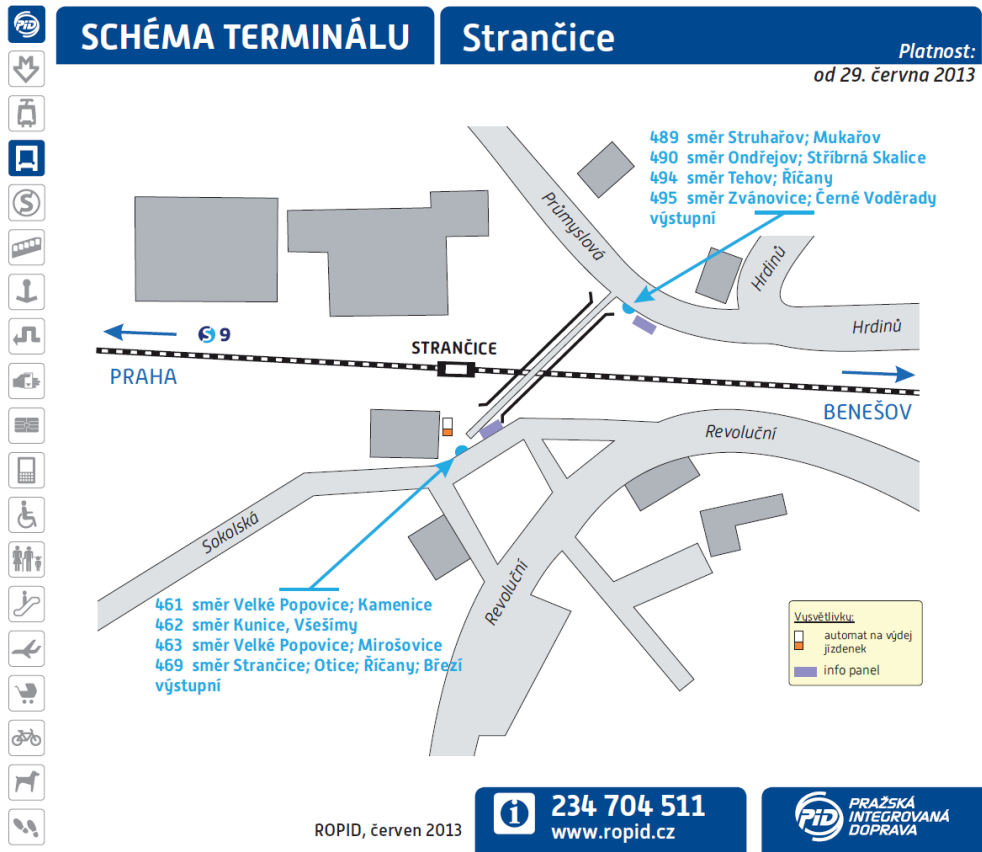 PID
SCHÉMA TERMINÁLU
Strančice
Platnost:
od 29. června 2013
M
S
489 směr Struhařov; Mukařov
490 směr Ondřejov; Stříbrná Skalice
494 směr Tehov; Říčany
495 směr Zvánovice; Černé Voděrady
výstupní
Průmyslová
Hrdinů
Hrdinů
S 9
STRANČICE
PRAHA
BENEŠOV
Revoluční
Sokolská
Revoluční
461 směr Velké Popovice; Kamenice
462 směr Kunice, Všešímy
463 směr Velké Popovice; Mirošovice
469 směr Strančice; Otice; Říčany; Březí
výstupní
Vysvětlivky:
automat na výdej
jízdenek
info panel
ROPID, červen 2013
i
234 704 511
www.ropid.cz
PID
PRAŽSKÁ
INTEGROVANÁ
DOPRAVA